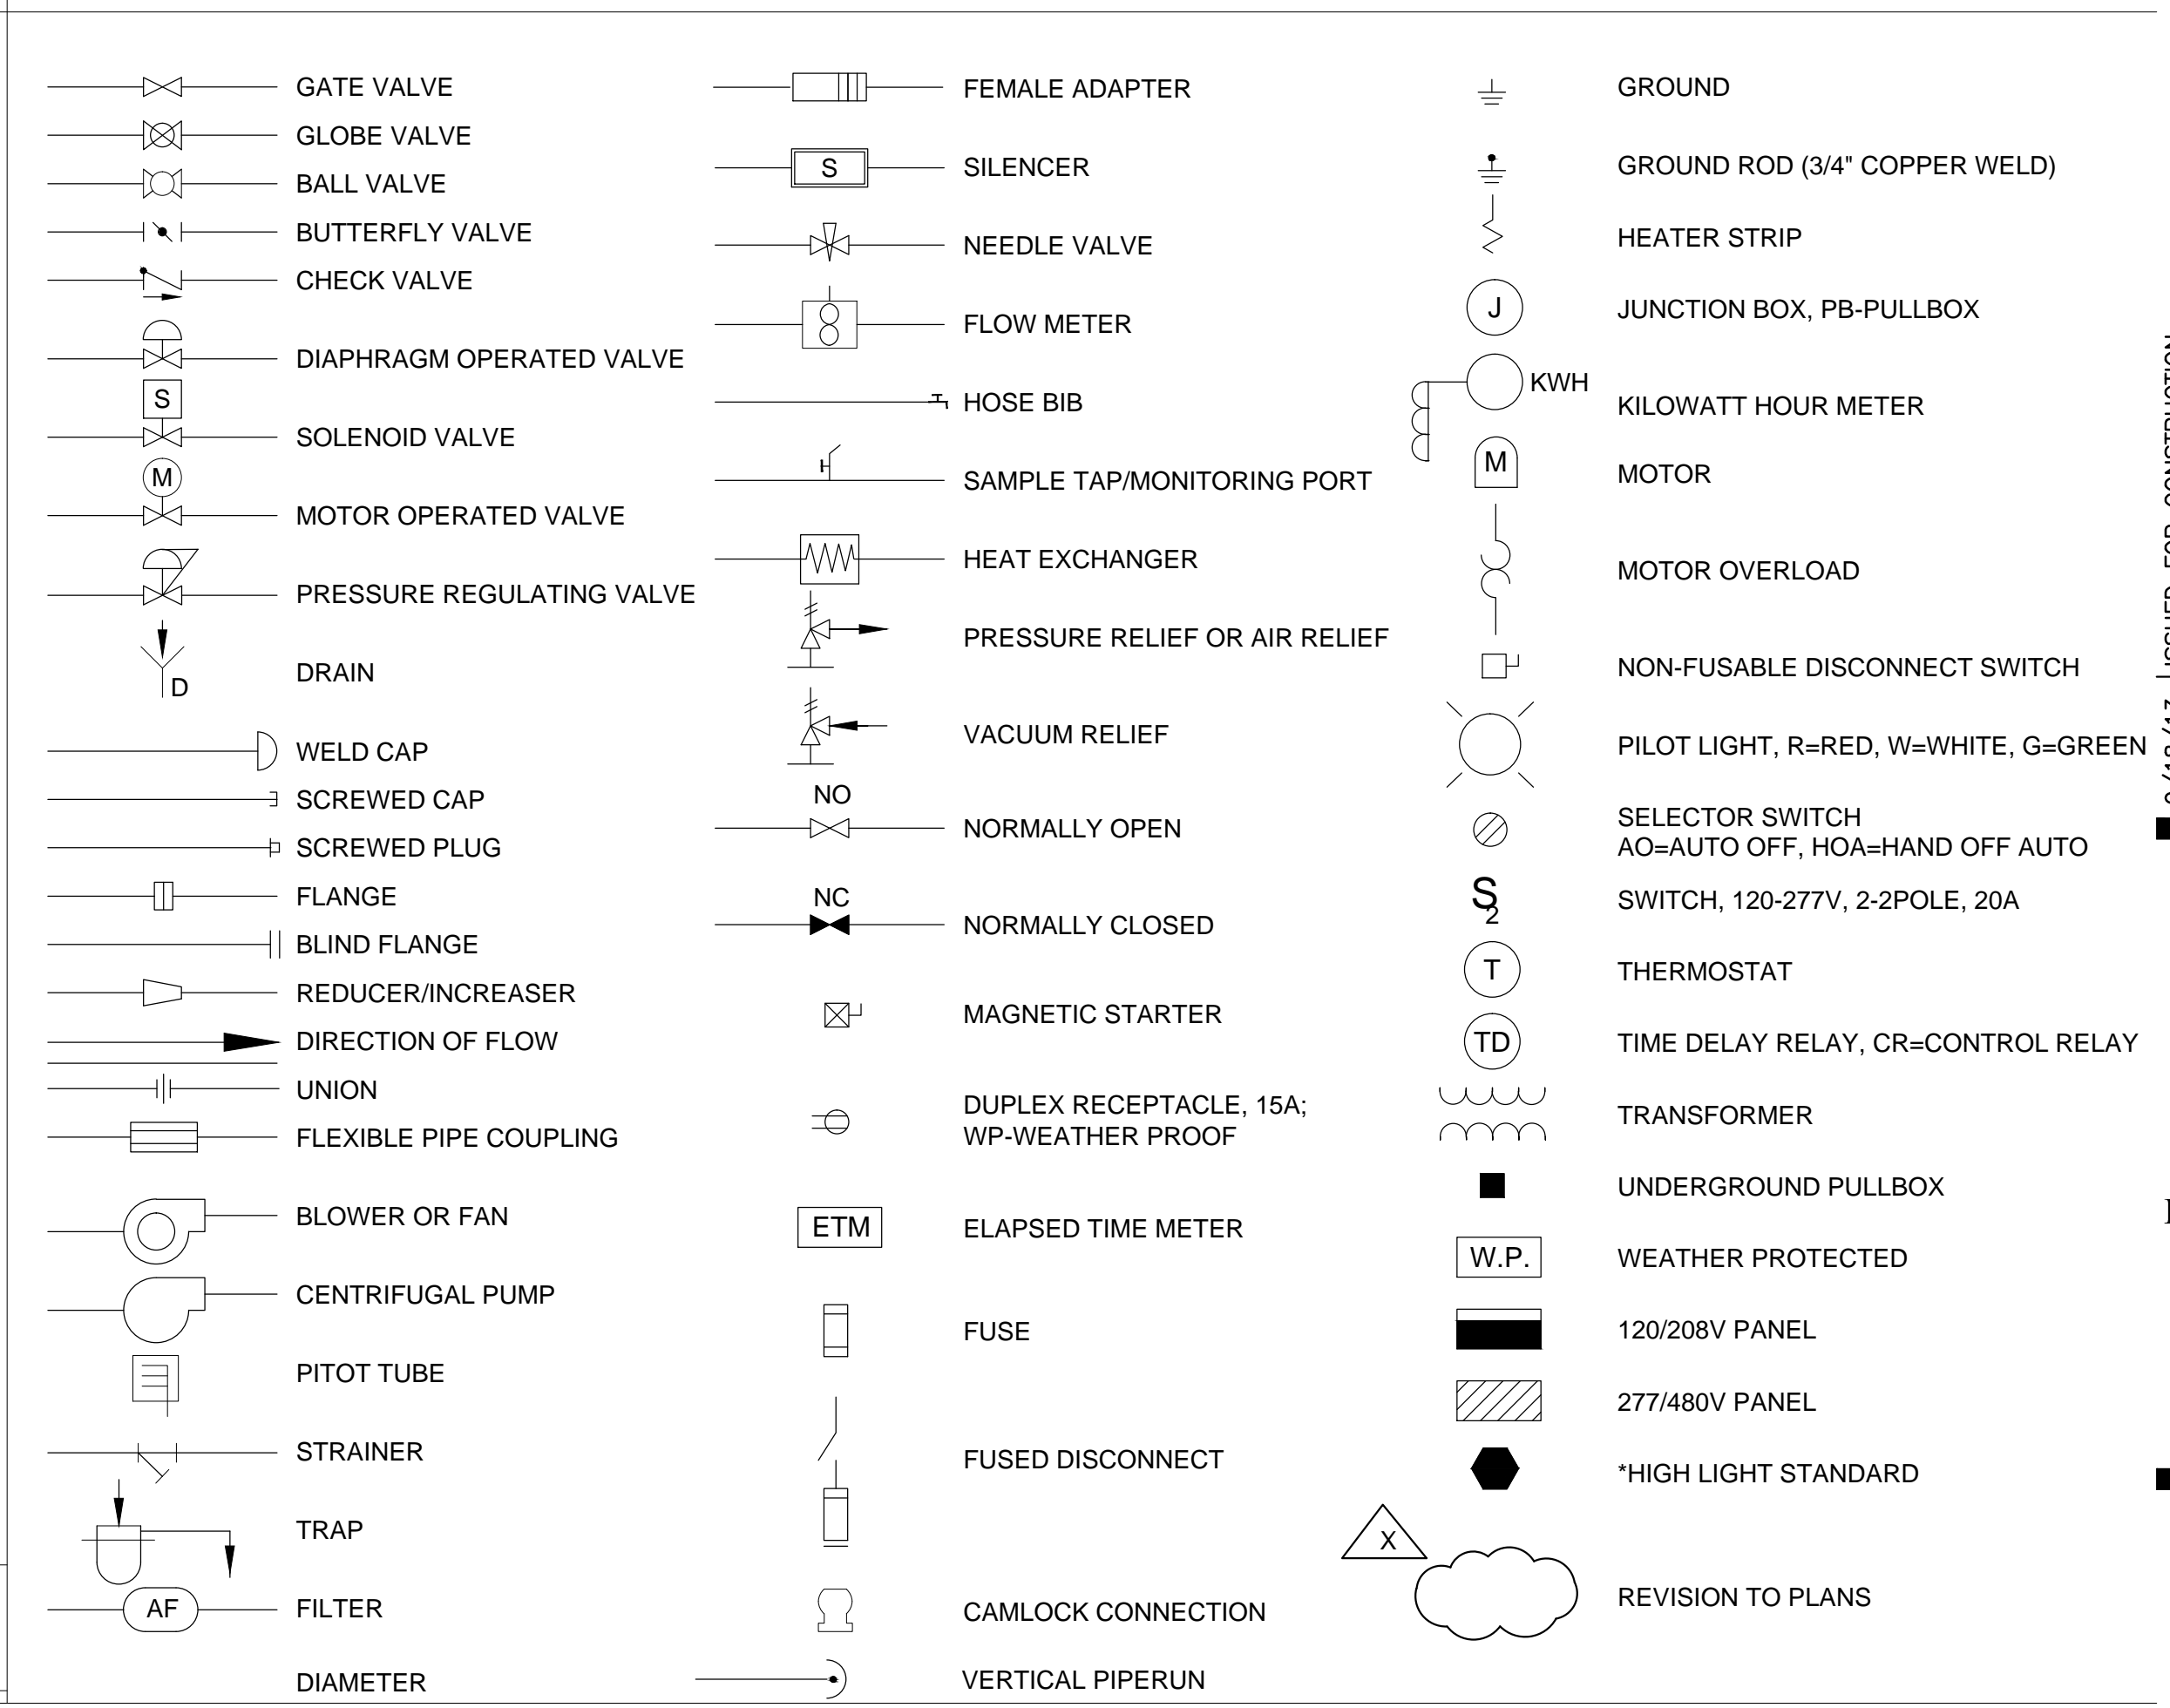 GATE VALVE
GLOBE VALVE
BALL VALVE
BUTTERFLY VALVE
CHECK VALVE
DIAPHRAGM OPERATED VALVE
S
SOLENOID VALVE
M
MOTOR OPERATED VALVE
PRESSURE REGULATING VALVE
D
DRAIN
WELD CAP
SCREWED CAP
SCREWED PLUG
FLANGE
BLIND FLANGE
REDUCER/INCREASER
DIRECTION OF FLOW
UNION
FLEXIBLE PIPE COUPLING
BLOWER OR FAN
CENTRIFUGAL PUMP
PITOT TUBE
STRAINER
TRAP
AF FILTER
DIAMETER
FEMALE ADAPTER
S SILENCER
NEEDLE VALVE
FLOW METER
HOSE BIB
SAMPLE TAP/MONITORING PORT
HEAT EXCHANGER
PRESSURE RELIEF OR AIR RELIEF
VACUUM RELIEF
NO
NORMALLY OPEN
NC
NORMALLY CLOSED
MAGNETIC STARTER
DUPLEX RECEPTACLE, 15A;
WP-WEATHER PROOF
ETM ELAPSED TIME METER
FUSE
FUSED DISCONNECT
CAMLOCK CONNECTION
VERTICAL PIPERUN
GROUND
GROUND ROD (3/4" COPPER WELD)
HEATER STRIP
J JUNCTION BOX, PB-PULLBOX
KWH
KILOWATT HOUR METER
M MOTOR
MOTOR OVERLOAD
NON-FUSABLE DISCONNECT SWITCH
PILOT LIGHT, R=RED, W=WHITE, G=GREEN
SELECTOR SWITCH
AO=AUTO OFF, HOA=HAND OFF AUTO
S2 SWITCH, 120-277V, 2-2POLE, 20A
T THERMOSTAT
TD TIME DELAY RELAY, CR=CONTROL RELAY
TRANSFORMER
UNDERGROUND PULLBOX
W.P. WEATHER PROTECTED
120/208V PANEL
277/480V PANEL
*HIGH LIGHT STANDARD
X
REVISION TO PLANS
ISSUED FOR CONSTRUCTION